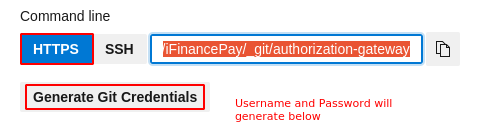 Command line
HTTPS SSH /iFinancePay/_git/authorization-gateway
Generate Git Credentials
Username and Password will
generate below